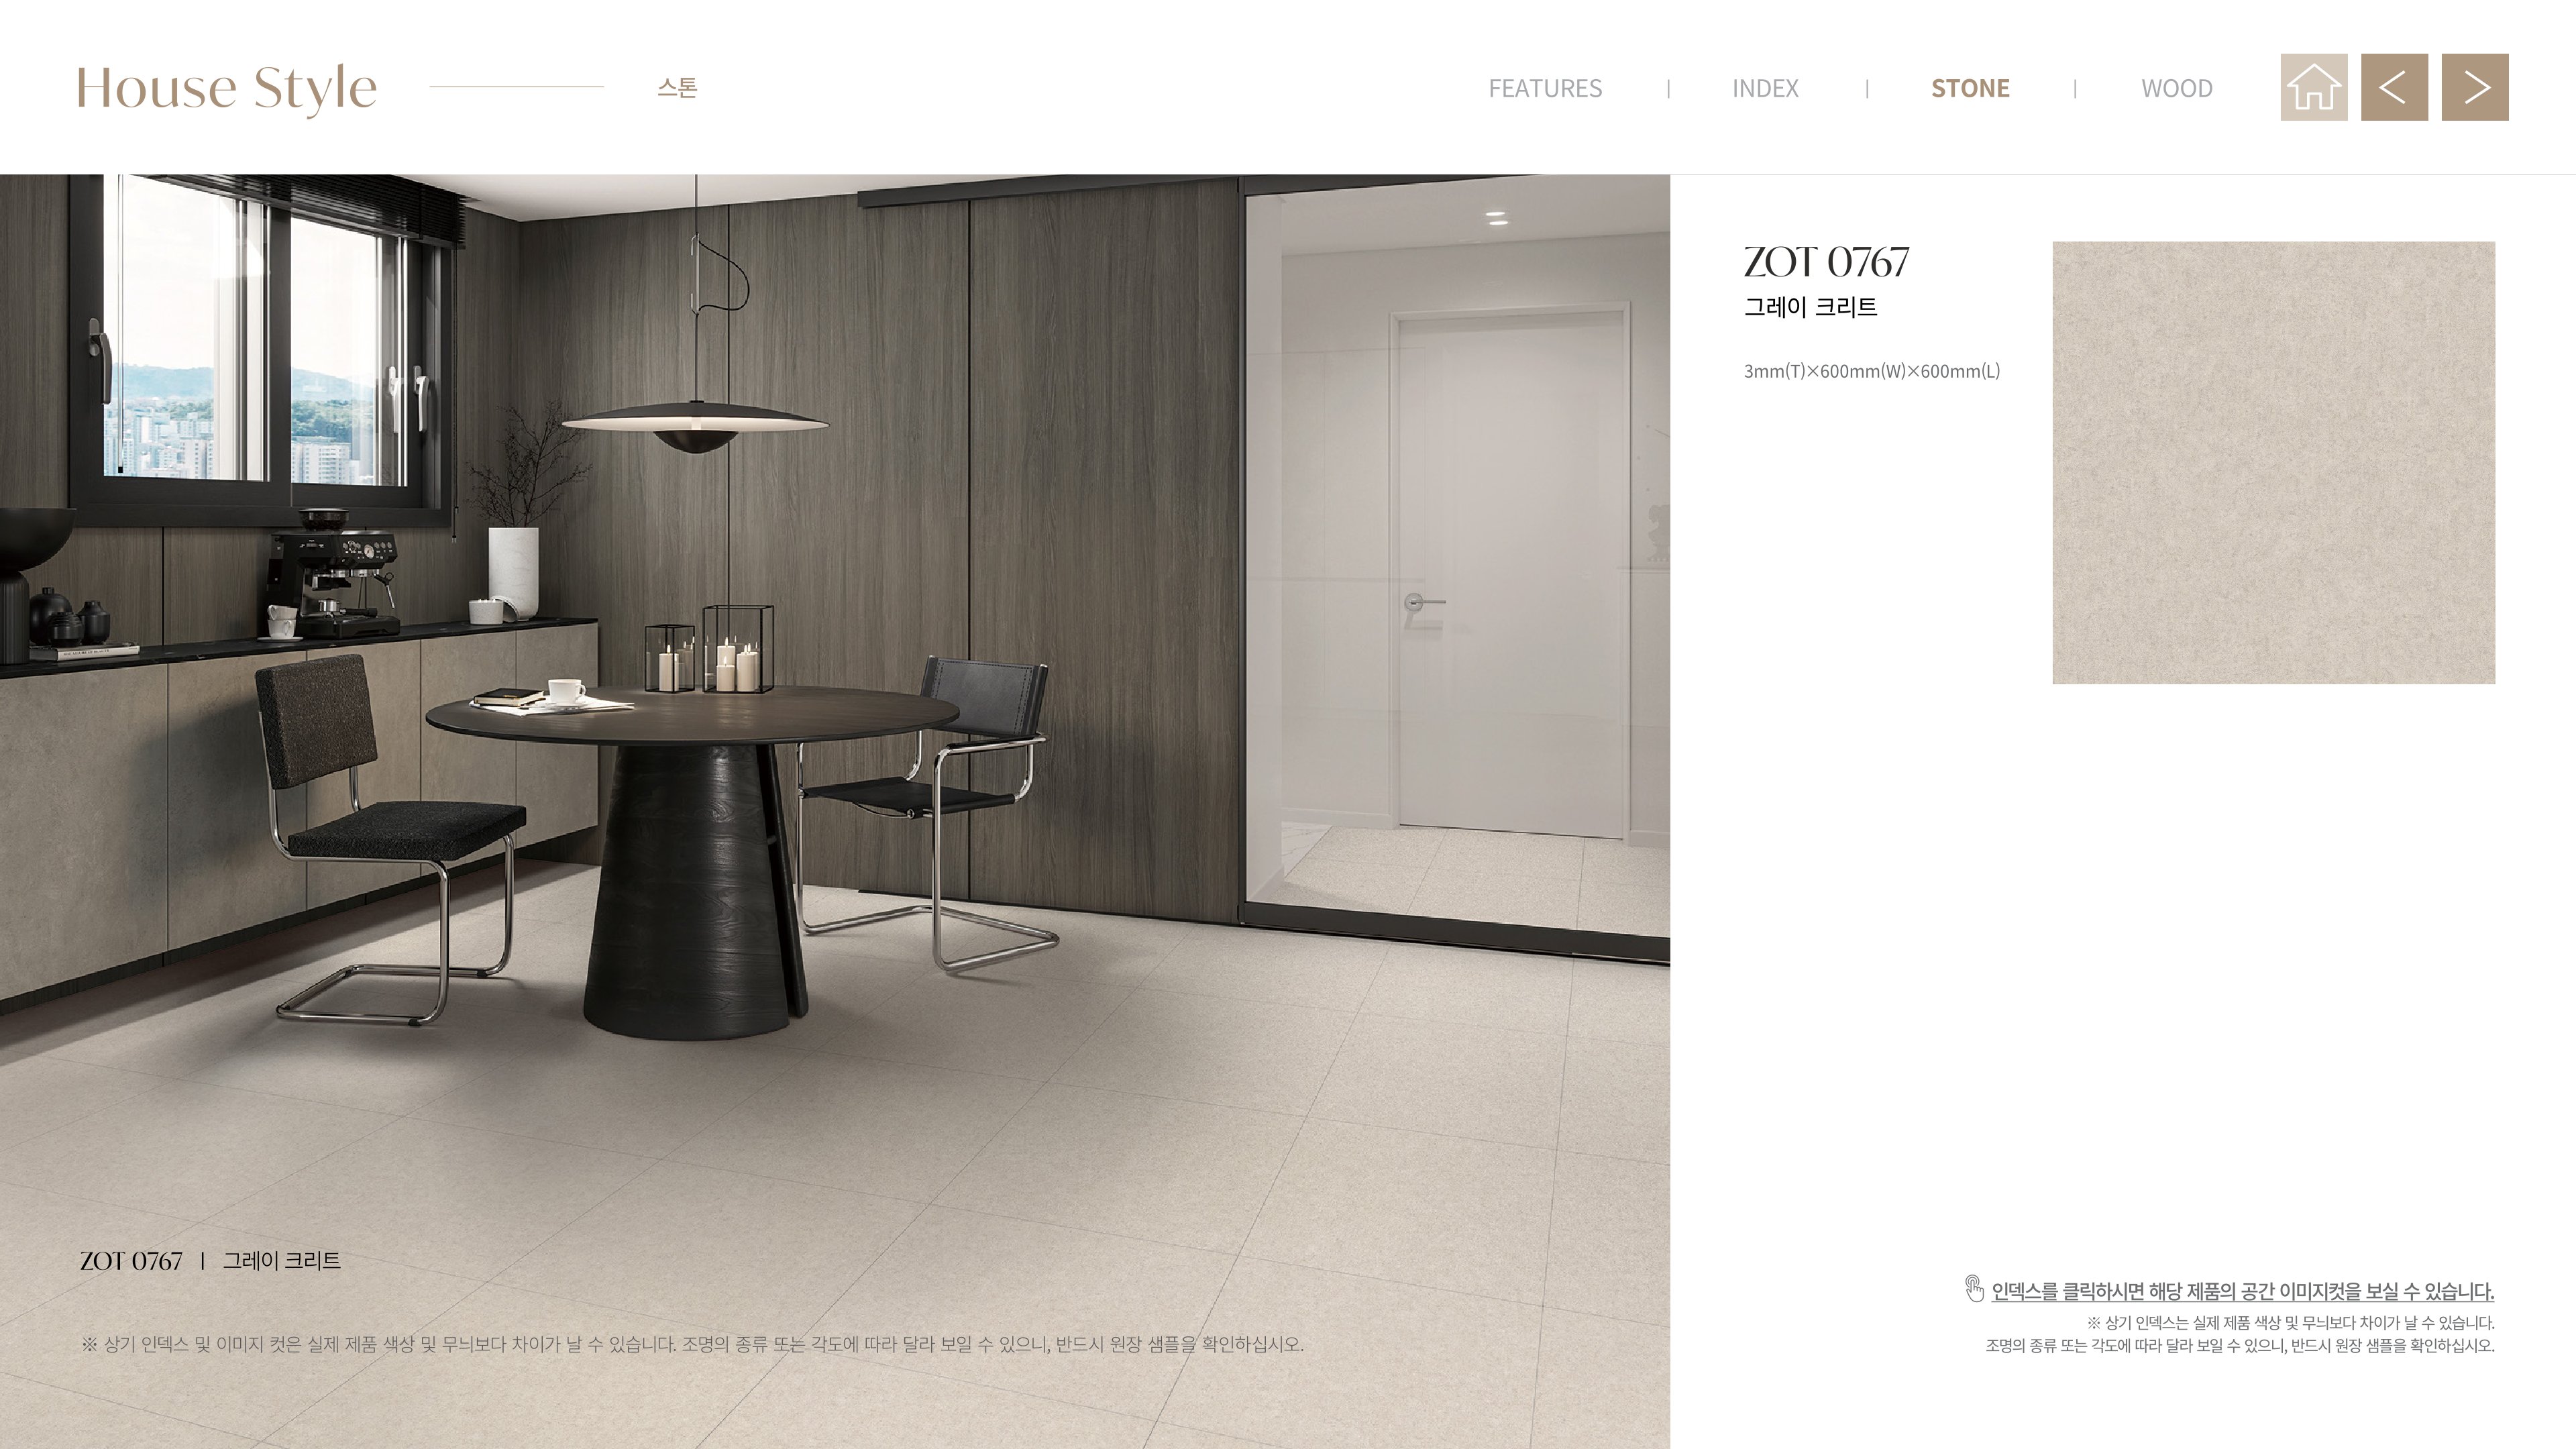 House Style
스톤
FEATURES | INDEX | STONE | WOOD
ZOT 0767
그레이 크리트
3mm(T)×600mm(W)×600mm(L)
ZOT 0767 | 그레이 크리트
※ 상기 인덱스 및 이미지 컷은 실제 제품 색상 및 무늬보다 차이가 날 수 있습니다. 조명의 종류 또는 각도에 따라 달라 보일 수 있으니, 반드시 원장 샘플을 확인하십시오.
인덱스를 클릭하시면 해당 제품의 공간 이미지컷을 보실 수 있습니다.
※ 상기 인덱스는 실제 제품 색상 및 무늬보다 차이가 날 수 있습니다.
조명의 종류 또는 각도에 따라 달라 보일 수 있으니, 반드시 원장 샘플을 확인하십시오.